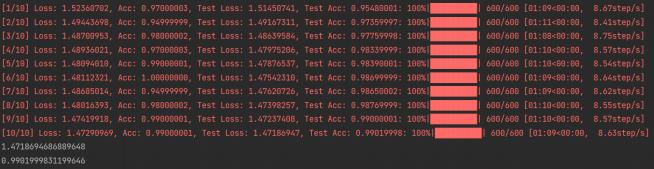 [1/10] Loss: 1.52360702, Acc: 0.97000003, Test Loss: 1.51450741, Test Acc: 0.95480001: 100%|██████████| 600/600 [01:09<00:00, 8.67step/s]
[2/10] Loss: 1.49443698, Acc: 0.94999999, Test Loss: 1.49167311, Test Acc: 0.97359997: 100%|██████████| 600/600 [01:11<00:00, 8.41step/s]
[3/10] Loss: 1.48700953, Acc: 0.98000002, Test Loss: 1.48639584, Test Acc: 0.97759998: 100%|██████████| 600/600 [01:08<00:00, 8.75step/s]
[4/10] Loss: 1.48936021, Acc: 0.97000003, Test Loss: 1.47975206, Test Acc: 0.98339999: 100%|██████████| 600/600 [01:10<00:00, 8.57step/s]
[5/10] Loss: 1.48094010, Acc: 0.99000001, Test Loss: 1.47876537, Test Acc: 0.98390001: 100%|██████████| 600/600 [01:10<00:00, 8.54step/s]
[6/10] Loss: 1.48112321, Acc: 1.00000000, Test Loss: 1.47542310, Test Acc: 0.98699999: 100%|██████████| 600/600 [01:09<00:00, 8.64step/s]
[7/10] Loss: 1.48605014, Acc: 0.94999999, Test Loss: 1.47620726, Test Acc: 0.98650002: 100%|██████████| 600/600 [01:09<00:00, 8.62step/s]
[8/10] Loss: 1.48016393, Acc: 0.98000002, Test Loss: 1.47398257, Test Acc: 0.98769999: 100%|██████████| 600/600 [01:10<00:00, 8.55step/s]
[9/10] Loss: 1.47419918, Acc: 0.99000001, Test Loss: 1.47237408, Test Acc: 0.99000001: 100%|██████████| 600/600 [01:10<00:00, 8.57step/s]
[10/10] Loss: 1.47290969, Acc: 0.99000001, Test Loss: 1.47186947, Test Acc: 0.99019998: 100%|██████████| 600/600 [01:09<00:00, 8.63step/s]
1.4718694686889648
0.9901999831199646